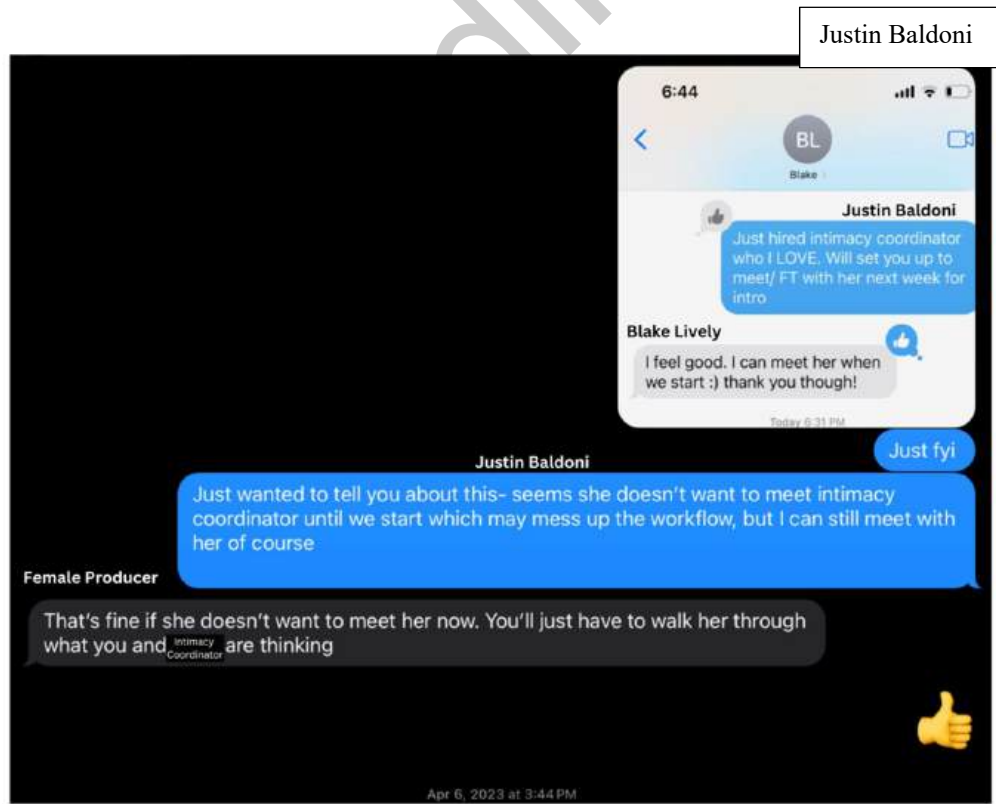 Justin Baldoni
6:44
BL
Blake
Justin Baldoni
Just hired intimacy coordinator
who I LOVE. Will set you up to
meet/ FT with her next week for
intro
Blake Lively
I feel good. I can meet her when
we start :) thank you though!
Today 6:31 PM
Just fyi
Justin Baldoni
Just wanted to tell you about this- seems she doesn't want to meet intimacy
coordinator until we start which may mess up the workflow, but I can still meet with
her of course
Female Producer
That's fine if she doesn't want to meet her now. You'll just have to walk her through
what you and Intimacy Coordinator are thinking
Apr 6, 2023 at 3:44 PM